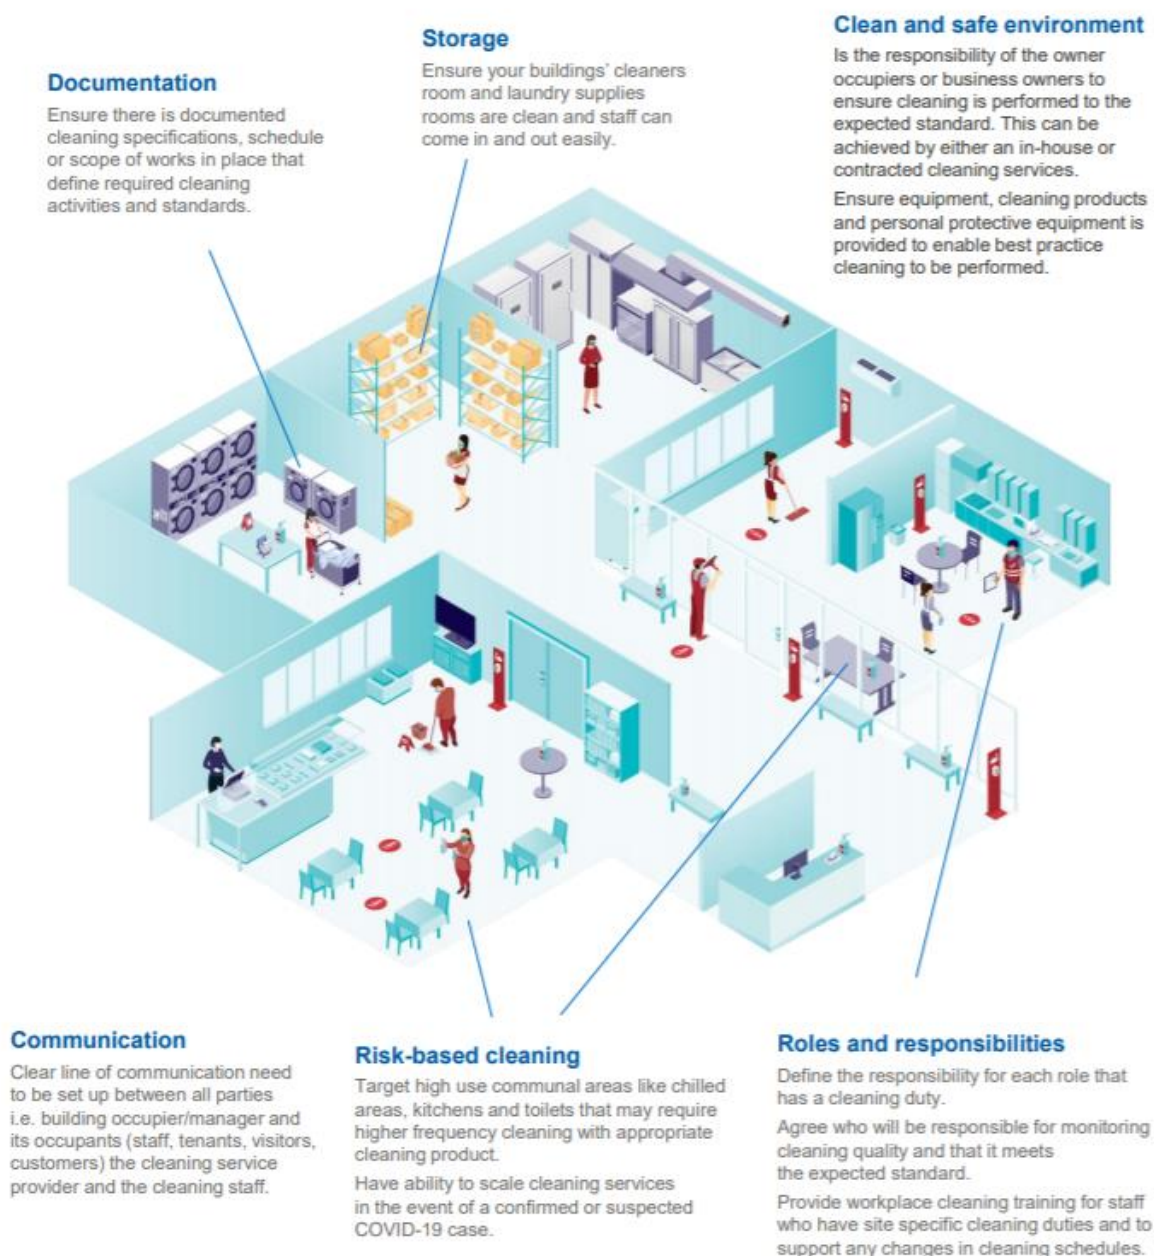 Clean and safe environment
Is the responsibility of the owner
occupiers or business owners to
ensure cleaning is performed to the
expected standard. This can be
achieved by either an in-house or
contracted cleaning services.
Ensure equipment, cleaning products
and personal protective equipment is
provided to enable best practice
cleaning to be performed.
Storage
Ensure your buildings' cleaners
room and laundry supplies
rooms are clean and staff can
come in and out easily.
Documentation
Ensure there is documented
cleaning specifications, schedule
or scope of works in place that
define required cleaning
activities and standards.
Communication
Clear line of communication need
to be set up between all parties
i.e. building occupier/manager and
its occupants (staff, tenants, visitors,
customers) the cleaning service
provider and the cleaning staff.
Risk-based cleaning
Target high use communal areas like chilled
areas, kitchens and toilets that may require
higher frequency cleaning with appropriate
cleaning product.
Have ability to scale cleaning services
in the event of a confirmed or suspected
COVID-19 case.
Roles and responsibilities
Define the responsibility for each role that
has a cleaning duty.
Agree who will be responsible for monitoring
cleaning quality and that it meets
the expected standard.
Provide workplace cleaning training for staff
who have site specific cleaning duties and to
support any changes in cleaning schedules.